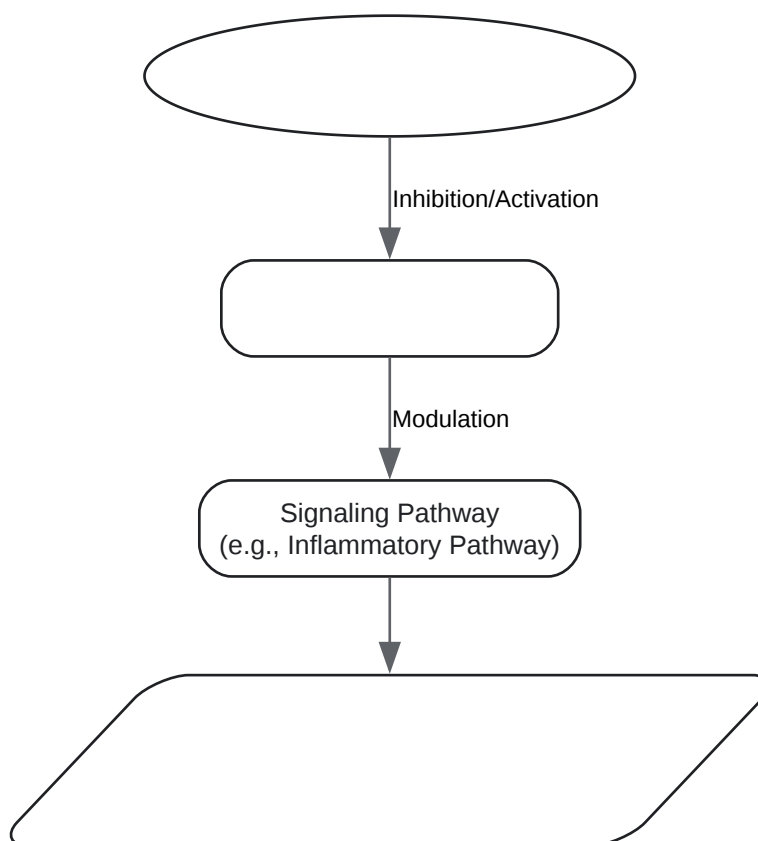 Inhibition/Activation
Modulation
Signaling Pathway
(e.g., Inflammatory Pathway)